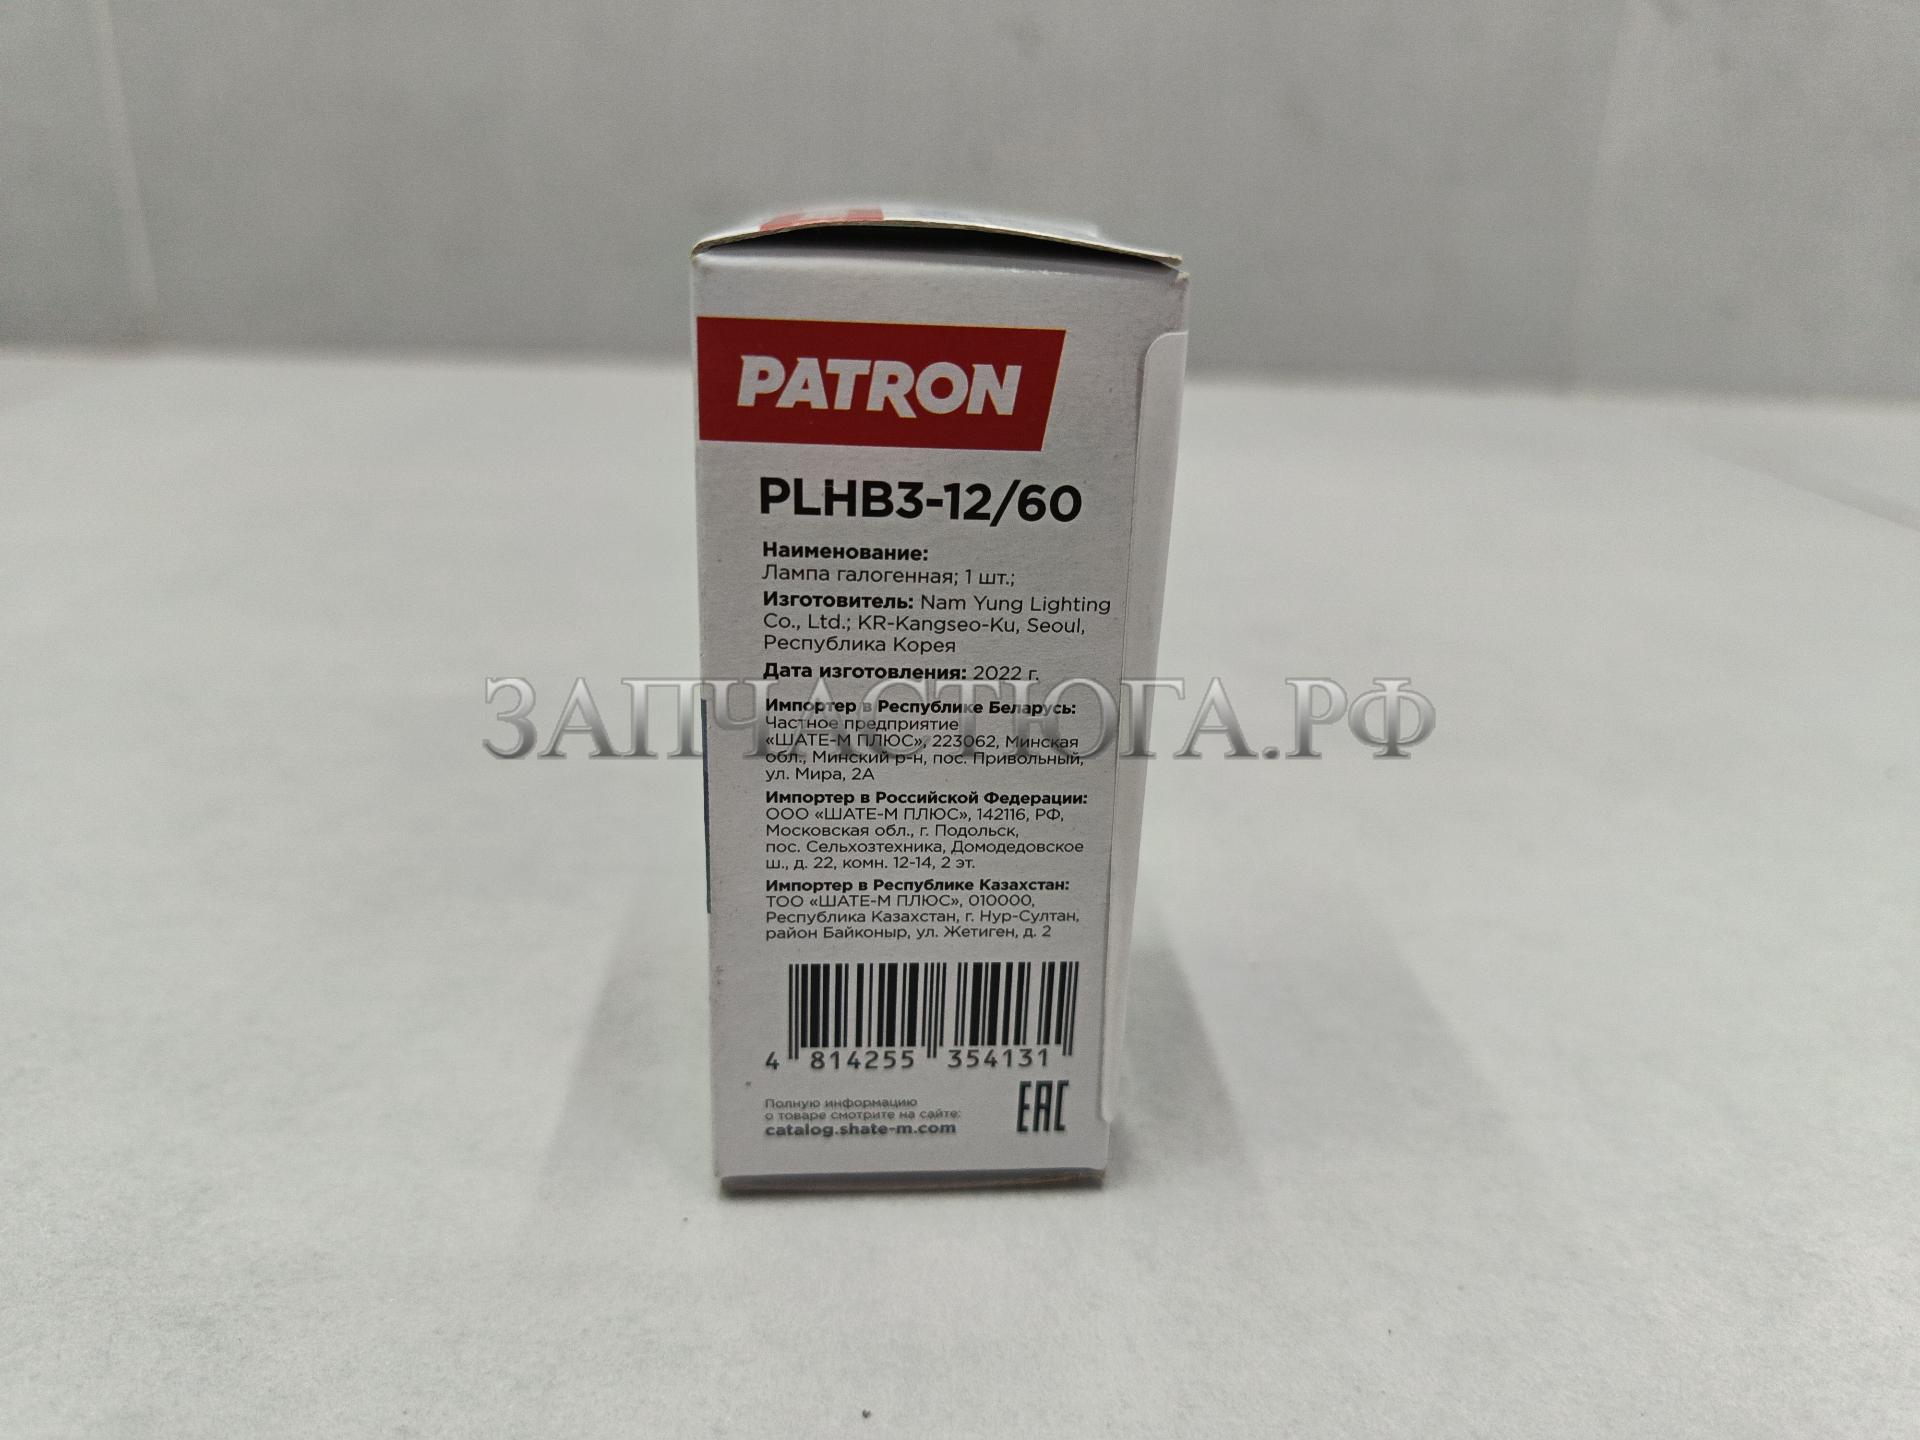 PATRON
PLHB3-12/60
Наименование:
Лампа галогенная; 1 шт.;
Изготовитель: Nam Yung Lighting
Co., Ltd.; KR-Kangseo-Ku, Seoul,
Республика Корея
Дата изготовления: 2022 г.
ЗАПЧАСТЮГА.РФ
Импортер в Республике Беларусь:
Частное предприятие
«ШАТЕ-М ПЛЮС», 223062, Минская
обл., Минский р-н, пос. Привольный,
ул. Мира, 2А
Импортер в Российской Федерации:
ООО «ШАТЕ-М ПЛЮС», 142116, РФ,
Московская обл., г. Подольск,
пос. Сельхозтехника, Домодедовское
ш., д. 22, комн. 12-14, 2 эт.
Импортер в Республике Казахстан:
ТОО «ШАТЕ-М ПЛЮС», 010000,
Республика Казахстан, г. Нур-Султан,
район Байконыр, ул. Жетиген, д. 2
4 814255 354131
EAC
Полную информацию
о товаре смотрите на сайте:
catalog.shate-m.com